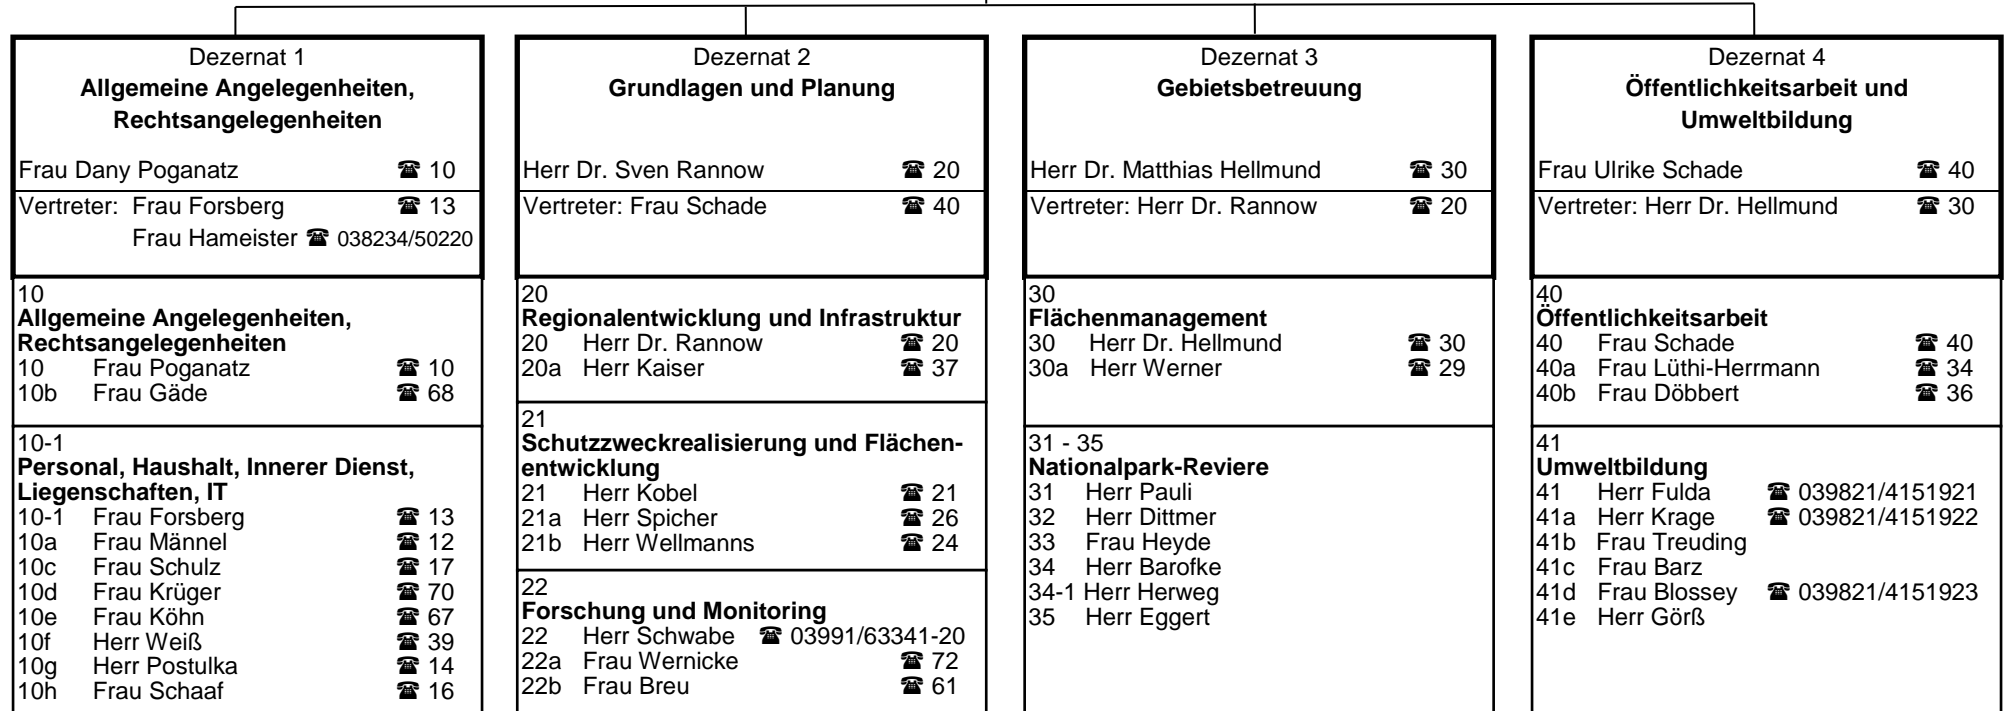 Dezernat 1
Allgemeine Angelegenheiten,
Rechtsangelegenheiten
Frau Dany Poganatz ☎ 10
Vertreter: Frau Forsberg ☎ 13
Frau Hameister ☎ 038234/50220
10
Allgemeine Angelegenheiten,
Rechtsangelegenheiten
10 Frau Poganatz ☎ 10
10b Frau Gäde ☎ 68
10-1
Personal, Haushalt, Innerer Dienst,
Liegenschaften, IT
10-1 Frau Forsberg ☎ 13
10a Frau Männel ☎ 12
10c Frau Schulz ☎ 17
10d Frau Krüger ☎ 70
10e Frau Köhn ☎ 67
10f Herr Weiß ☎ 39
10g Herr Postulka ☎ 14
10h Frau Schaaf ☎ 16
Dezernat 2
Grundlagen und Planung
Herr Dr. Sven Rannow ☎ 20
Vertreter: Frau Schade ☎ 40
20
Regionalentwicklung und Infrastruktur
20 Herr Dr. Rannow ☎ 20
20a Herr Kaiser ☎ 37
21
Schutzzweckrealisierung und Flächen-
entwicklung
21 Herr Kobel ☎ 21
21a Herr Spicher ☎ 26
21b Herr Wellmanns ☎ 24
22
Forschung und Monitoring
22 Herr Schwabe ☎ 03991/63341-20
22a Frau Wernicke ☎ 72
22b Frau Breu ☎ 61
Dezernat 3
Gebietsbetreuung
Herr Dr. Matthias Hellmund ☎ 30
Vertreter: Herr Dr. Rannow ☎ 20
30
Flächenmanagement
30 Herr Dr. Hellmund ☎ 30
30a Herr Werner ☎ 29
31 - 35
Nationalpark-Reviere
31 Herr Pauli
32 Herr Dittmer
33 Frau Heyde
34 Herr Barofke
34-1 Herr Herweg
35 Herr Eggert
Dezernat 4
Öffentlichkeitsarbeit und
Umweltbildung
Frau Ulrike Schade ☎ 40
Vertreter: Herr Dr. Hellmund ☎ 30
40
Öffentlichkeitsarbeit
40 Frau Schade ☎ 40
40a Frau Lüthi-Herrmann ☎ 34
40b Frau Döbbert ☎ 36
41
Umweltbildung
41 Herr Fulda ☎ 039821/4151921
41a Herr Krage ☎ 039821/4151922
41b Frau Treuding
41c Frau Barz
41d Frau Blossey ☎ 039821/4151923
41e Herr Görß